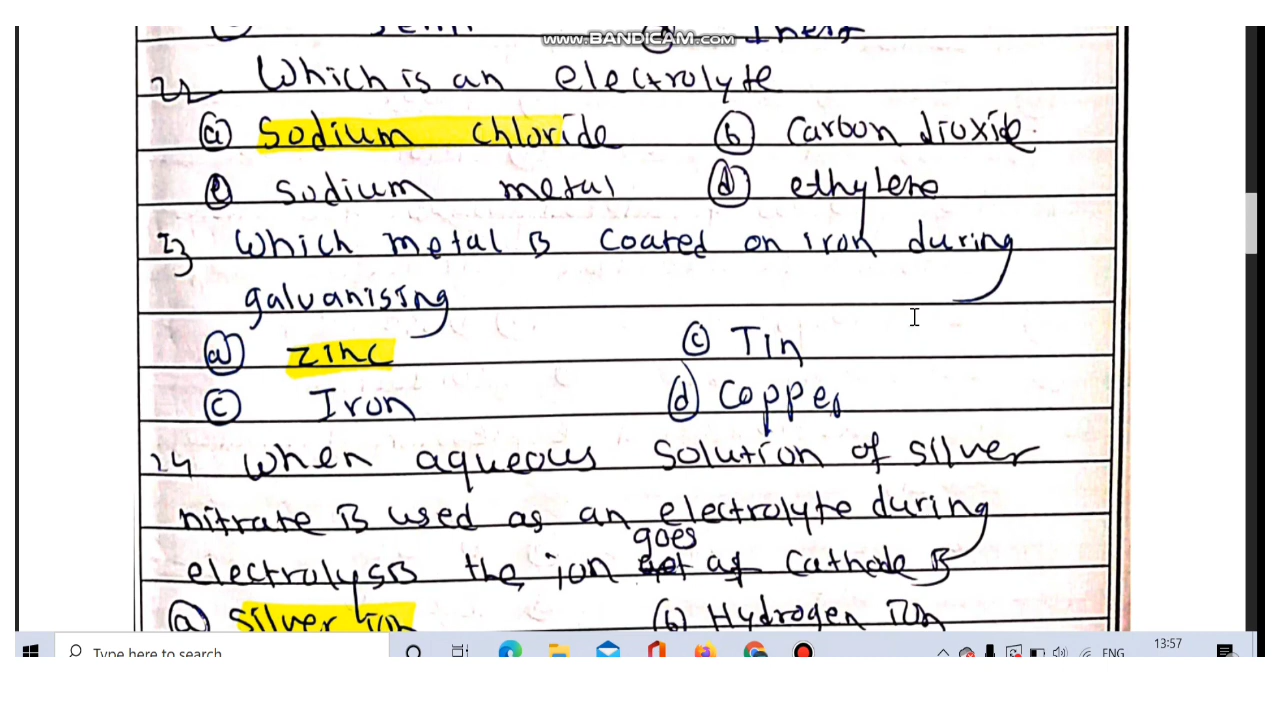 www.BANDICAM.com
22 Which is an electrolyte
(a) Sodium chloride (b) Carbon dioxide
(c) sodium metal (d) ethylene
23 Which metal is coated on iron during
galvanising
(a) zinc (c) Tin
(c) Iron (d) Copper
24 When aqueous Solution of silver
nitrate is used as an electrolyte during
goes
electrolysis the ion get at Cathode is
(a) Silver ion (b) Hydrogen ion
Type here to search
ENG
13:57